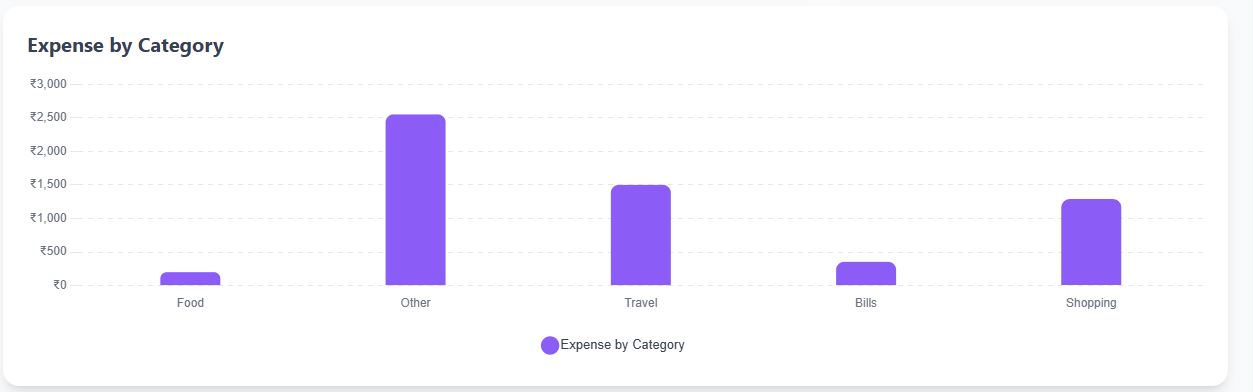 Expense by Category
₹3,000
₹2,500
₹2,000
₹1,500
₹1,000
₹500
₹0
Food Other Travel Bills Shopping
Expense by Category